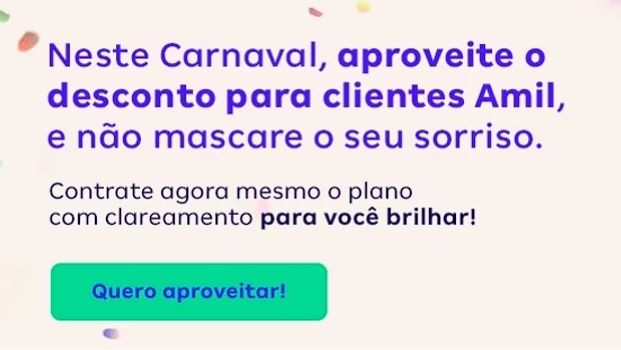 Neste Carnaval, aproveite o
desconto para clientes Amil,
e não mascare o seu sorriso.
Contrate agora mesmo o plano
com clareamento para você brilhar!
Quero aproveitar!